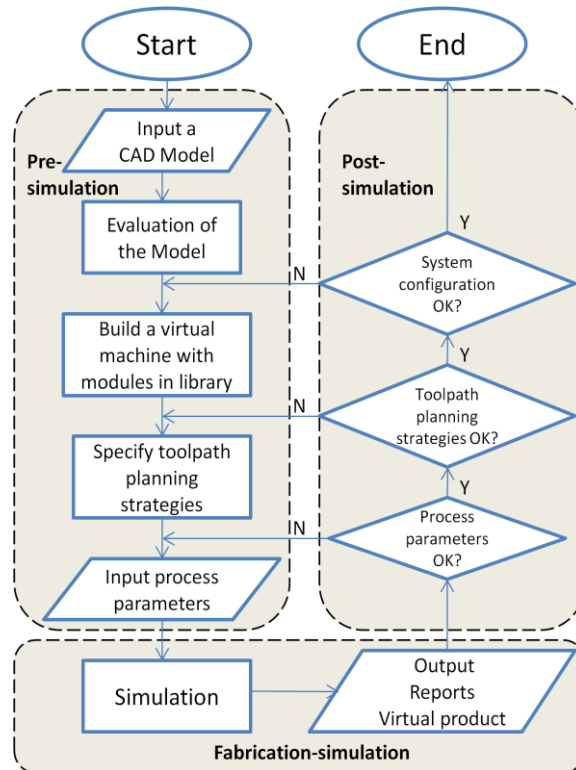 Start
End
Input a
CAD Model
Pre-
simulation
Evaluation of
the Model
Build a virtual
machine with
modules in library
Specify toolpath
planning
strategies
Input process
parameters
Post-
simulation
Y
System
configuration
OK?
N
Y
Toolpath
planning
strategies OK?
N
Y
Process
parameters
OK?
N
Simulation
Output
Reports
Virtual product
Fabrication-simulation